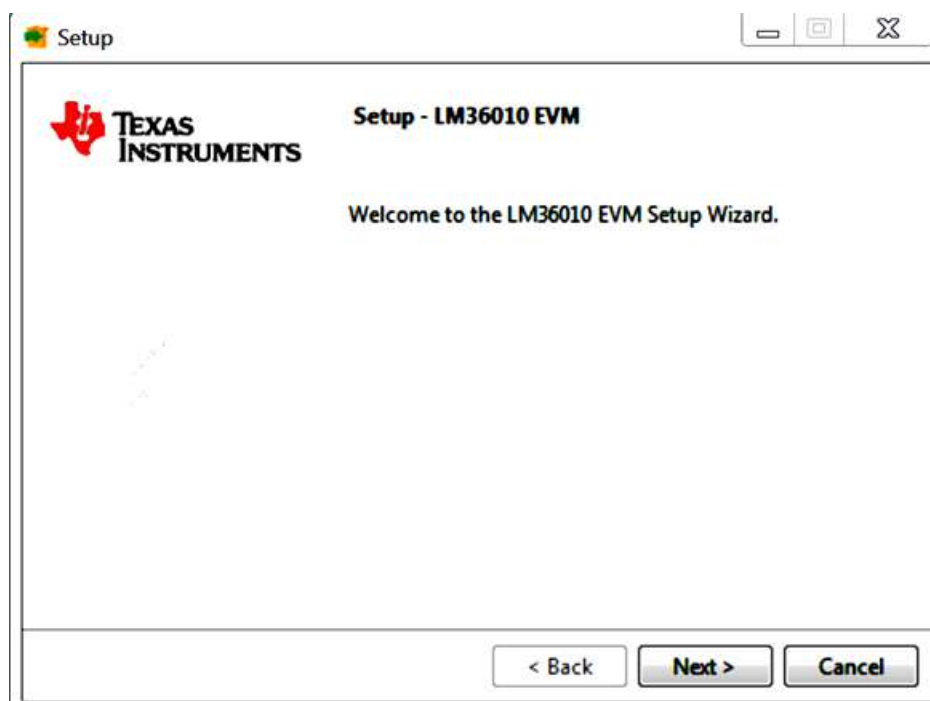 Setup
TEXAS
INSTRUMENTS
Setup - LM36010 EVM
Welcome to the LM36010 EVM Setup Wizard.
< Back
Next >
Cancel